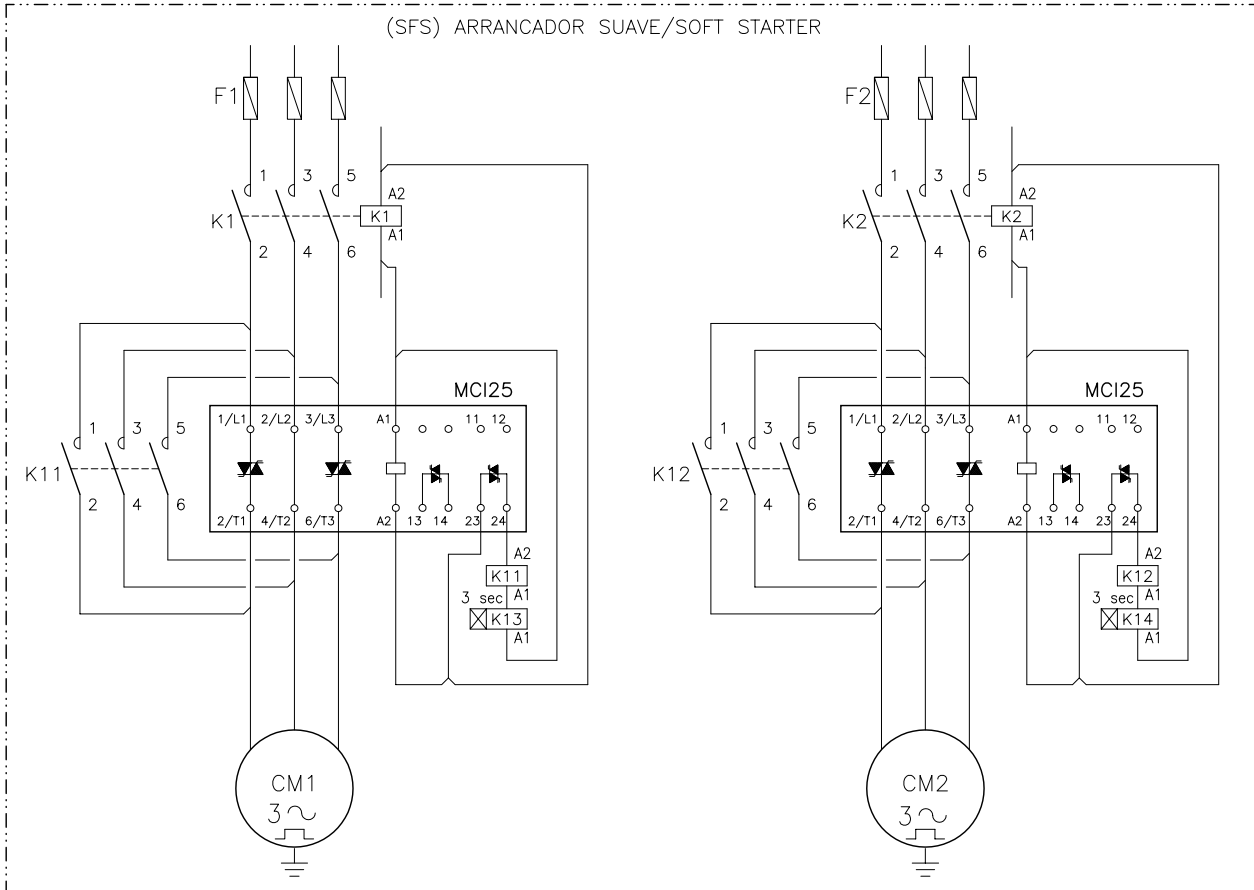 (SFS) ARRANCADOR SUAVE/SOFT STARTER
F1
F2
1 3 5
A2
K1
K1
A1
2 4 6
1 3 5
A2
K2
K2
A1
2 4 6
MCI25
1/L1 2/L2 3/L3 A1 11 12
1 3 5
K11
2 4 6
2/T1 4/T2 6/T3 A2 13 14 23 24
A2
K11
A1
3 sec
K13
A1
MCI25
1/L1 2/L2 3/L3 A1 11 12
1 3 5
K12
2 4 6
2/T1 4/T2 6/T3 A2 13 14 23 24
A2
K12
A1
3 sec
K14
A1
CM1
3
CM2
3